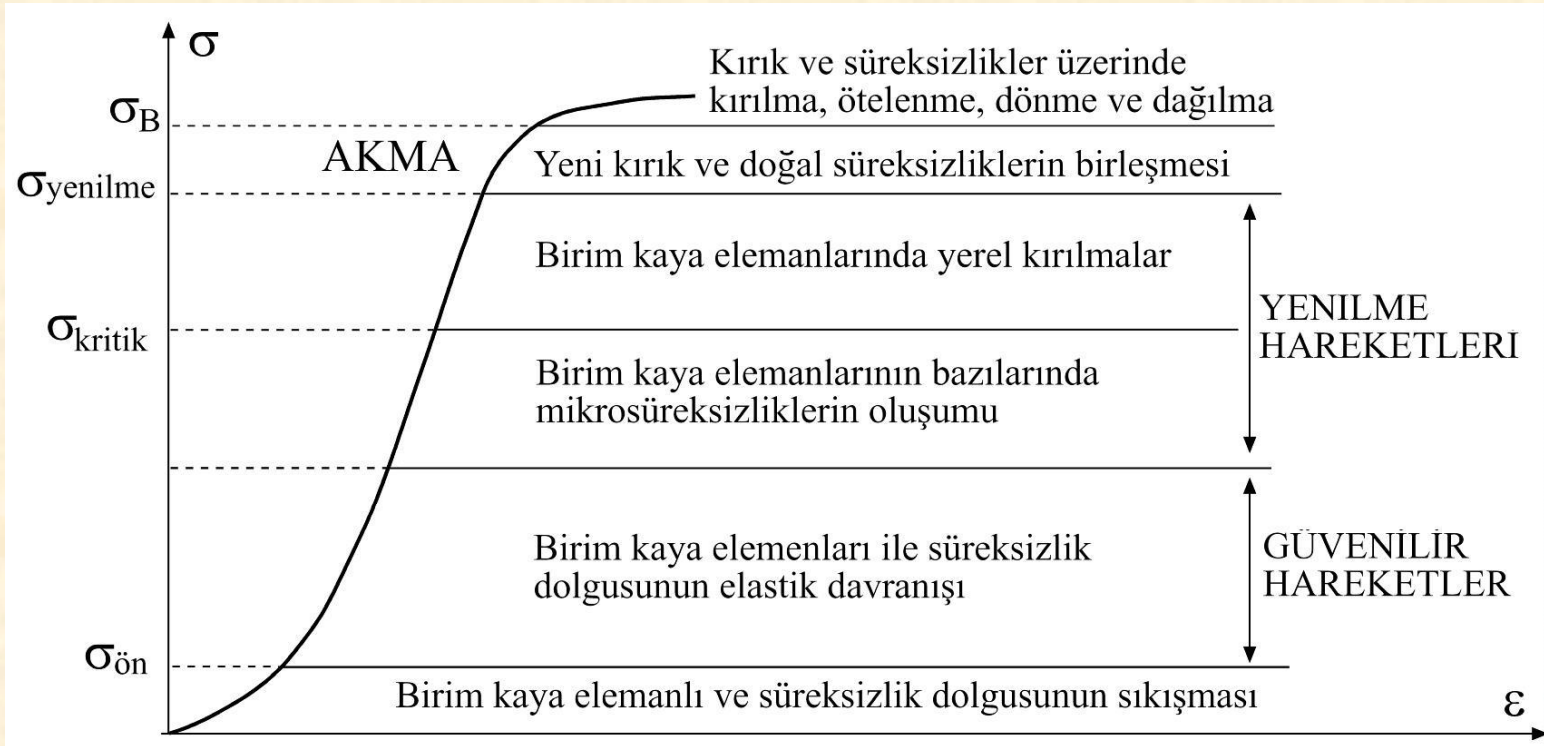 σ
Kırık ve süreksizlikler üzerinde
kırılma, ötelenme, dönme ve dağılma
σB
AKMA
Yeni kırık ve doğal süreksizliklerin birleşmesi
σyenilme
Birim kaya elemanlarında yerel kırılmalar
YENILME
HAREKETLERİ
σkritik
Birim kaya elemanlarının bazılarında
mikrosüreksizliklerin oluşumu
Birim kaya elemenları ile süreksizlik
dolgusunun elastik davranışı
GÜVENİLİR
HAREKETLER
σön
Birim kaya elemanlı ve süreksizlik dolgusunun sıkışması
ε